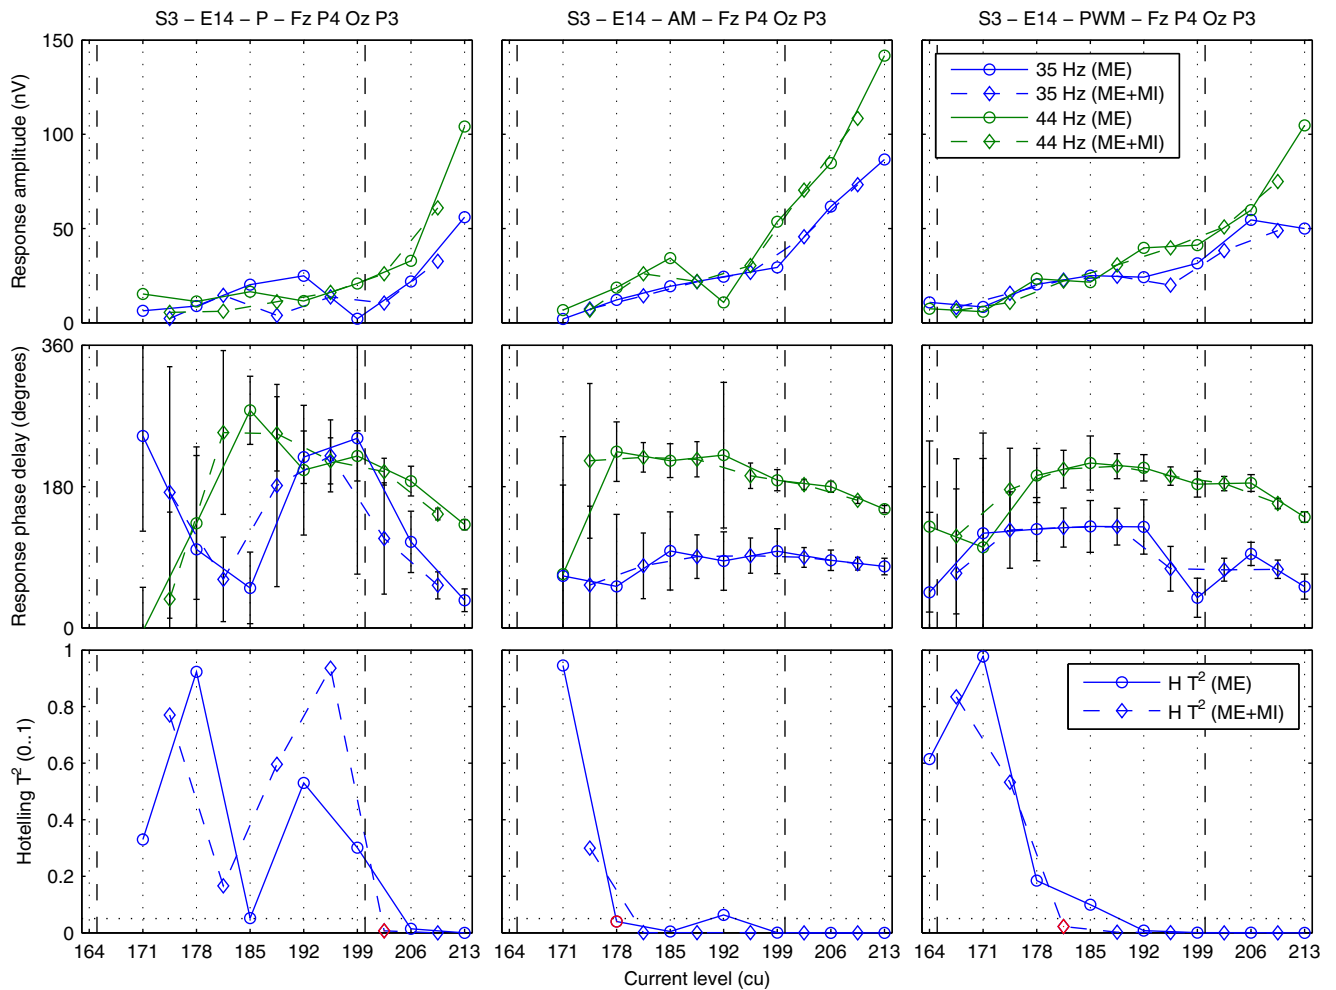 S3 − E14 − P − Fz P4 Oz P3
S3 − E14 − AM − Fz P4 Oz P3
S3 − E14 − PWM − Fz P4 Oz P3
Response amplitude (nV)
150
100
50
0
35 Hz (ME)
35 Hz (ME+MI)
44 Hz (ME)
44 Hz (ME+MI)
Response phase delay (degrees)
360
180
0
Hotelling T² (0...1)
1
0.8
0.6
0.4
0.2
0
H T² (ME)
H T² (ME+MI)
164 171 178 185 192 199 206 213
164 171 178 185 192 199 206 213
164 171 178 185 192 199 206 213
Current level (cu)